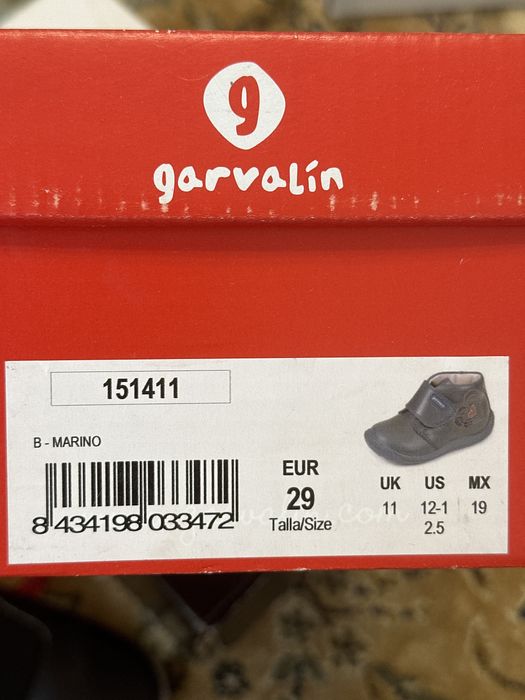 g
garvalín
151411
B - MARINO
8 434198 033472
EUR
29
Talla/Size
UK US MX
11 12-1 19
2.5